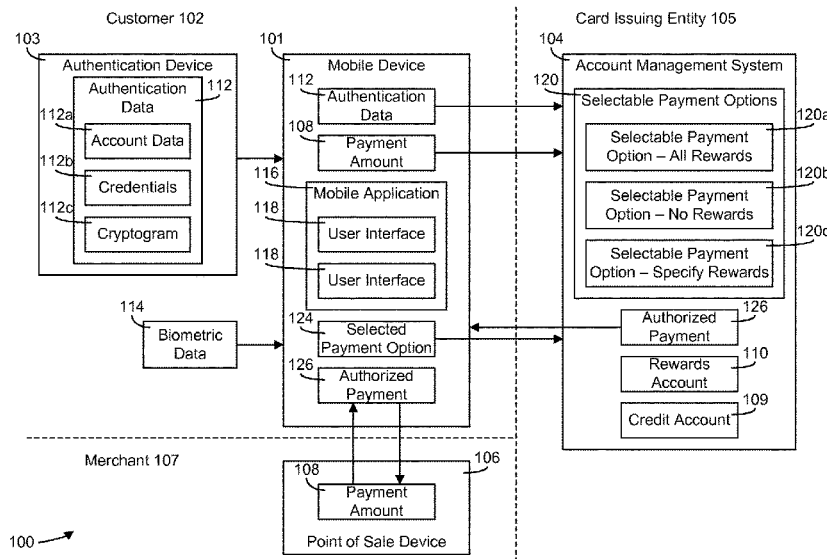 Customer 102
Card Issuing Entity 105
103
Authentication Device
Authentication
Data
112
112a
Account Data
112b
Credentials
112c
Cryptogram
114
Biometric
Data
101
Mobile Device
112
Authentication
Data
108
Payment
Amount
116
Mobile Application
118
User Interface
118
User Interface
124
Selected
Payment Option
126
Authorized
Payment
104
Account Management System
120
Selectable Payment Options
120a
Selectable Payment
Option – All Rewards
120b
Selectable Payment
Option – No Rewards
120c
Selectable Payment
Option – Specify Rewards
Authorized
Payment
126
Rewards
Account
110
Credit Account
109
Merchant 107
106
108
Payment
Amount
Point of Sale Device
100